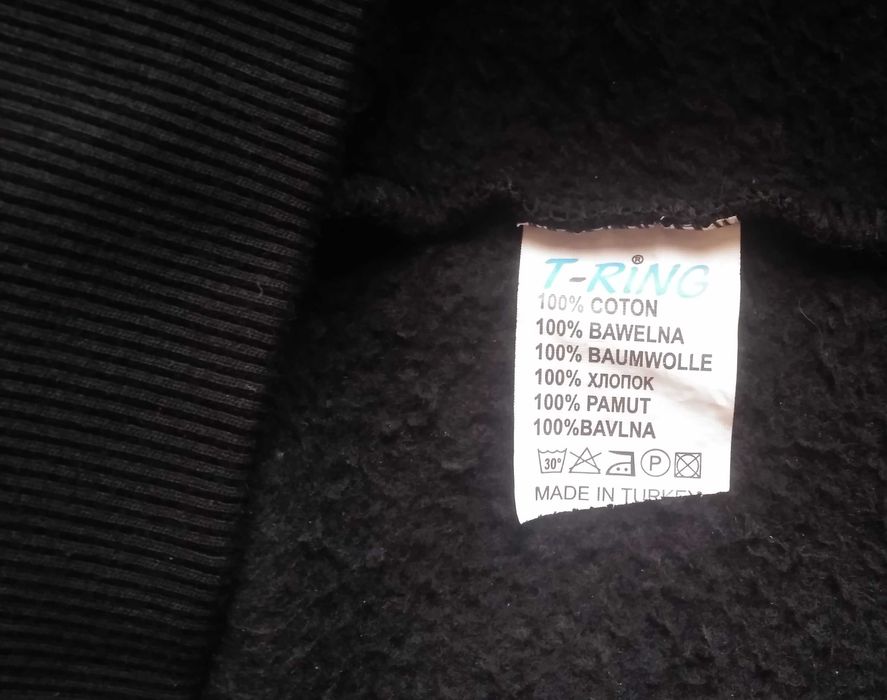 T-RiNG®
100% COTON
100% BAWELNA
100% BAUMWOLLE
100% ХЛОПОК
100% PAMUT
100%BAVLNA
30° P
MADE IN TURKEY